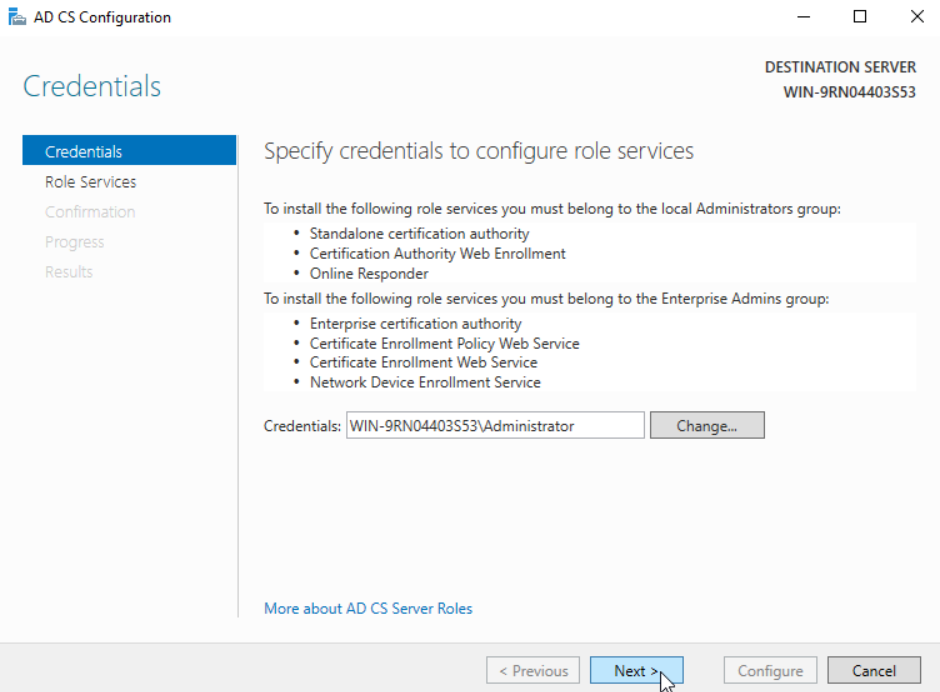 AD CS Configuration
Credentials
DESTINATION SERVER
WIN-9RN04403S53
Credentials
Role Services
Confirmation
Progress
Results
Specify credentials to configure role services
To install the following role services you must belong to the local Administrators group:
• Standalone certification authority
• Certification Authority Web Enrollment
• Online Responder
To install the following role services you must belong to the Enterprise Admins group:
• Enterprise certification authority
• Certificate Enrollment Policy Web Service
• Certificate Enrollment Web Service
• Network Device Enrollment Service
Credentials: WIN-9RN04403S53\Administrator Change...
More about AD CS Server Roles
< Previous Next > Configure Cancel